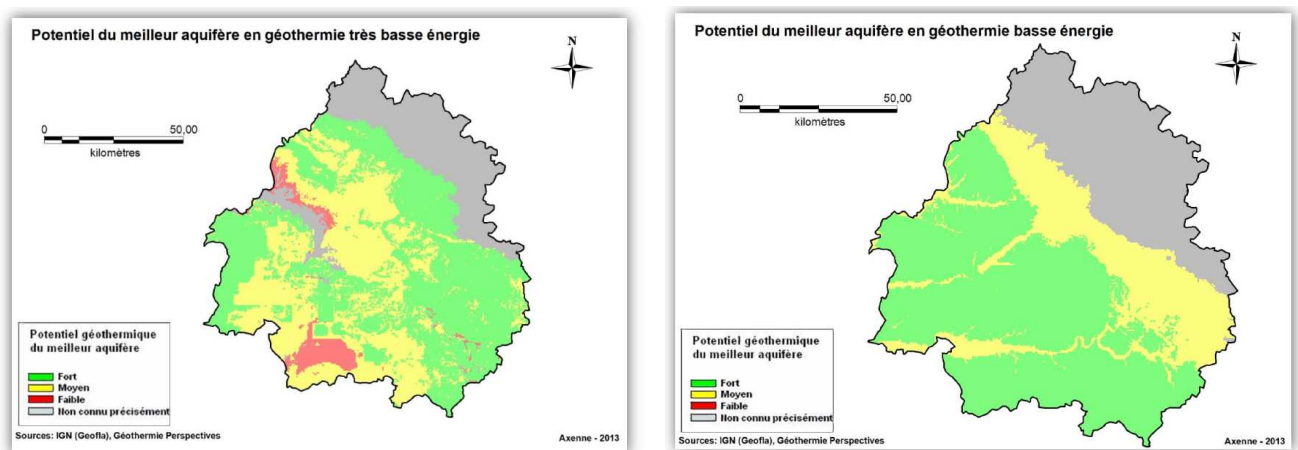 Potentiel du meilleur aquifère en géothermie très basse énergie
N
0 50,00
kilomètres
Potentiel géothermique
du meilleur aquifère
Fort
Moyen
Faible
Non connu précisément
Sources: IGN (Geofla), Géothermie Perspectives
Axenne - 2013
Potentiel du meilleur aquifère en géothermie basse énergie
N
0 50,00
kilomètres
Potentiel géothermique
du meilleur aquifère
Fort
Moyen
Faible
Non connu précisément
Sources: IGN (Geofla), Géothermie Perspectives
Axenne - 2013